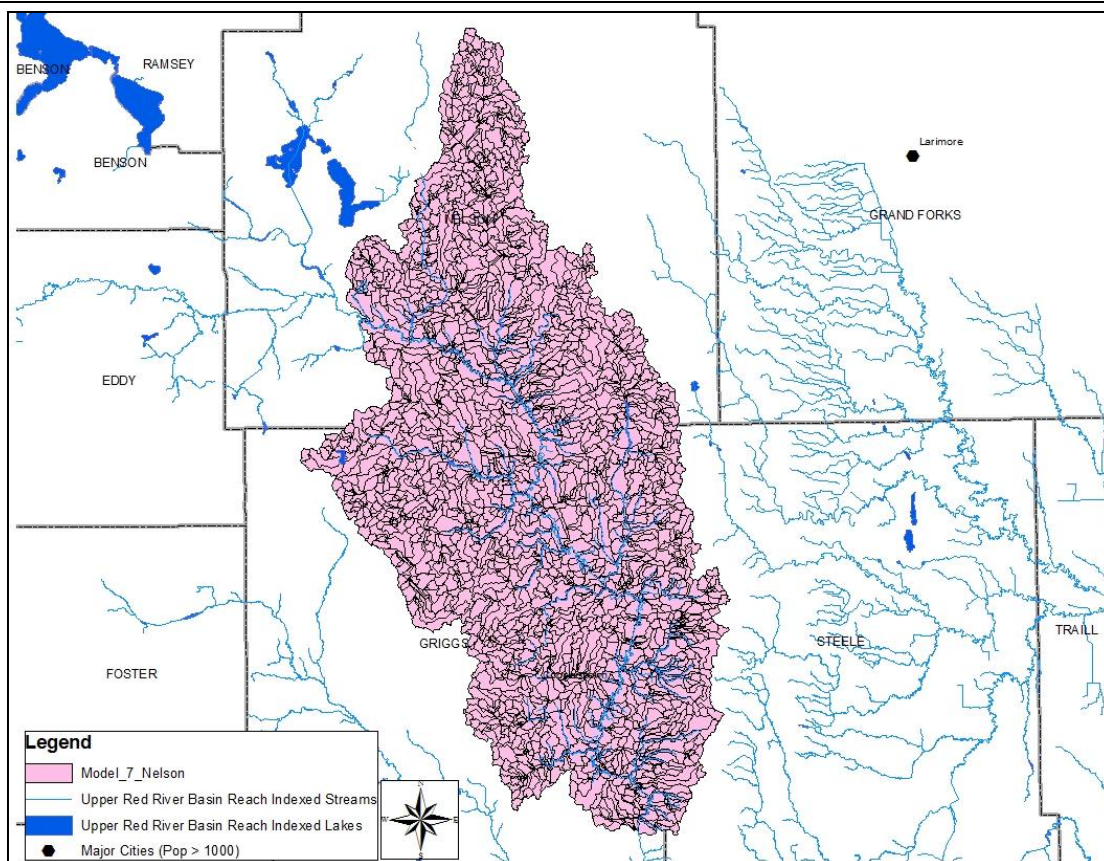 BENSON
RAMSEY
BENSON
Larimore
GRAND FORKS
EDDY
GRIGGS
STEELE
TRAILL
FOSTER
Legend
Model_7_Nelson
Upper Red River Basin Reach Indexed Streams
Upper Red River Basin Reach Indexed Lakes
Major Cities (Pop > 1000)
N
W
E
S